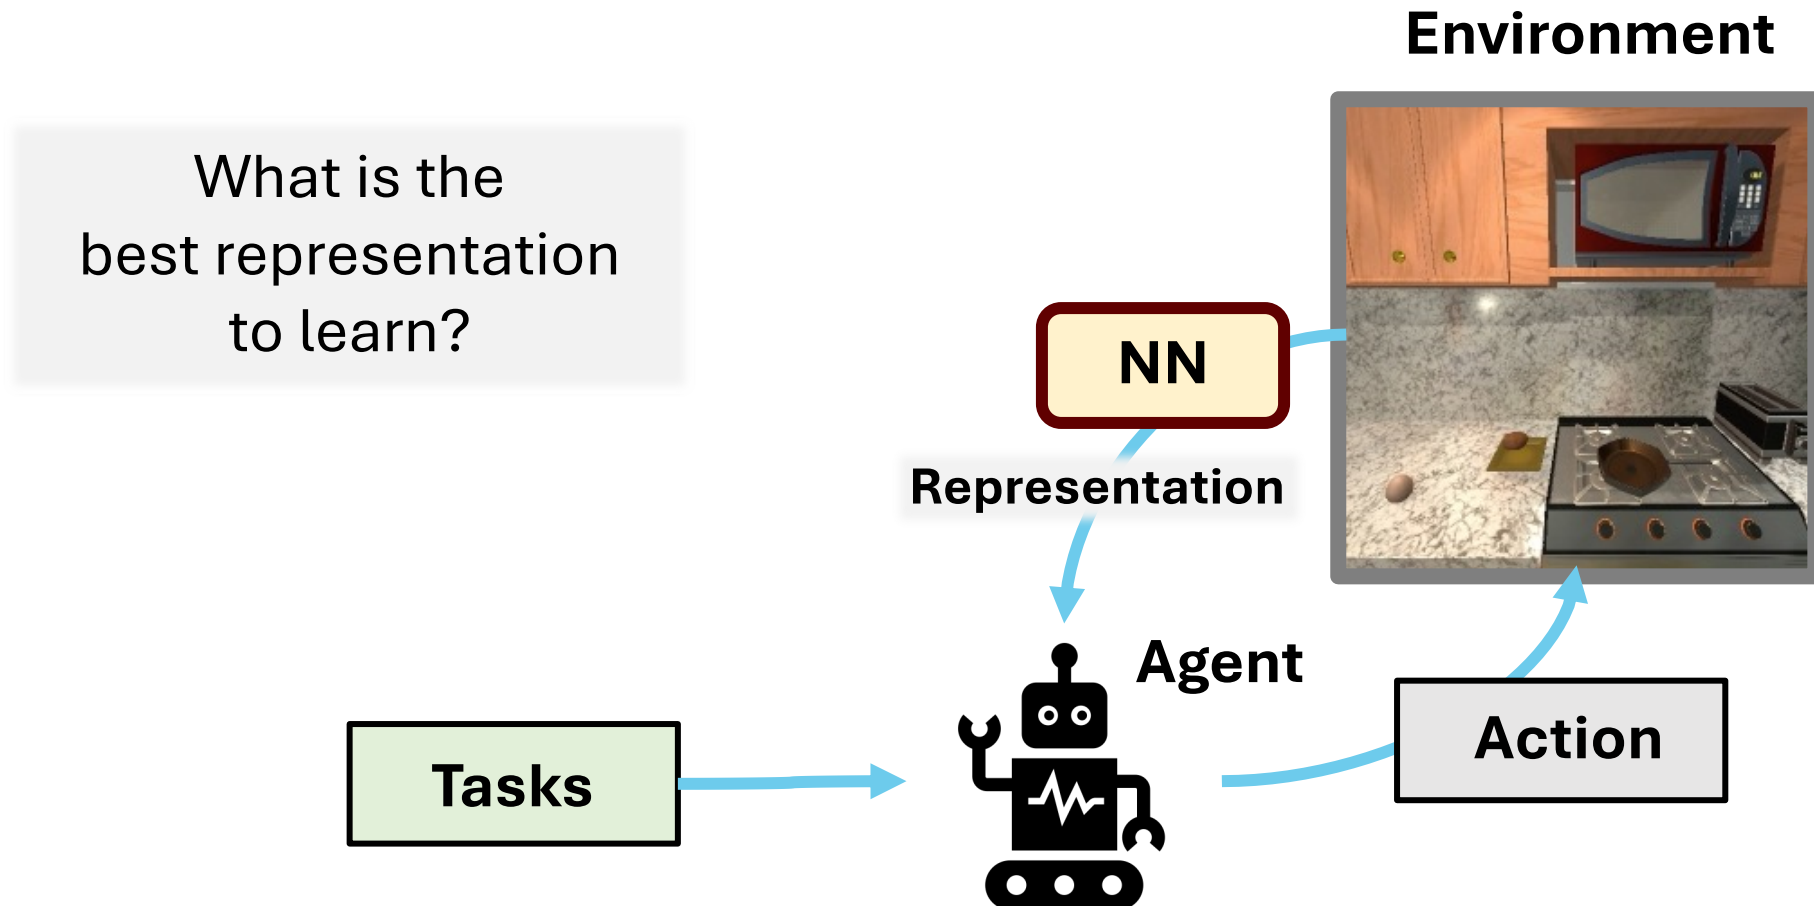 Environment
What is the
best representation
to learn?
NN
Representation
Agent
Tasks
Action